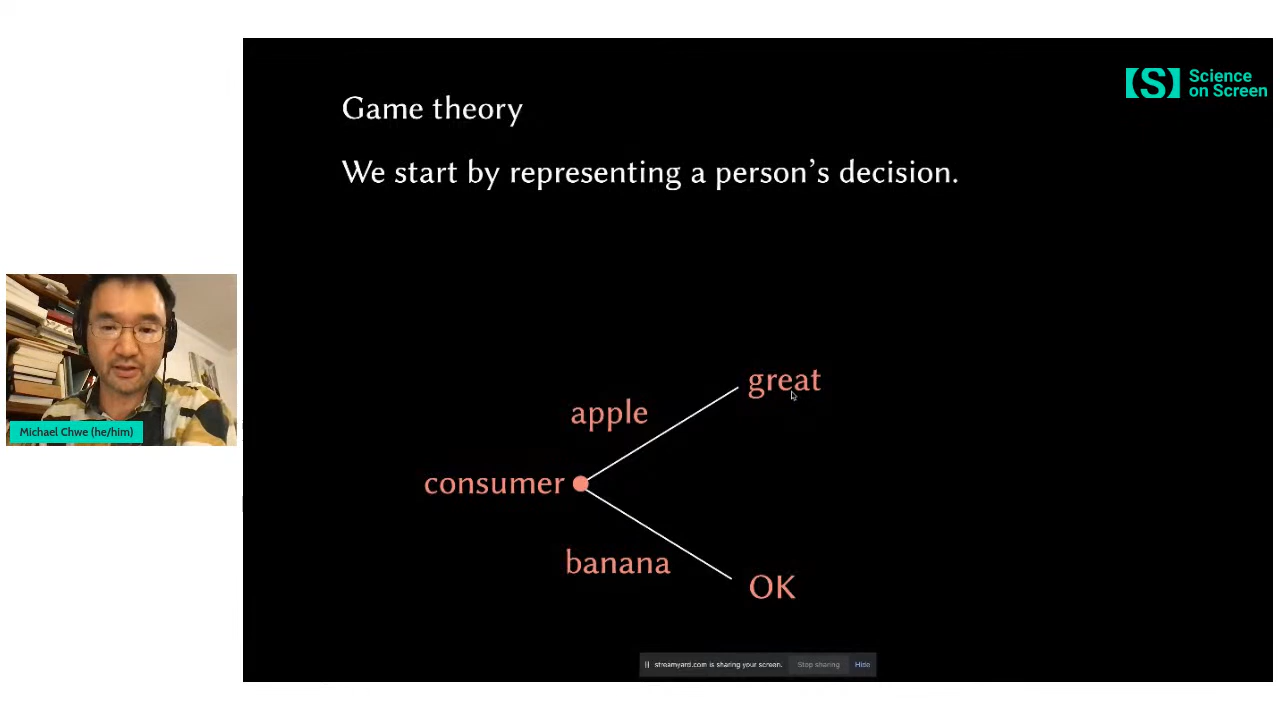 Game theory
We start by representing a person's decision.
[S] Science
on Screen
great
apple
consumer
banana
OK
Michael Chwe (he/him)
streamyard.com is sharing your screen. Stop sharing Hide